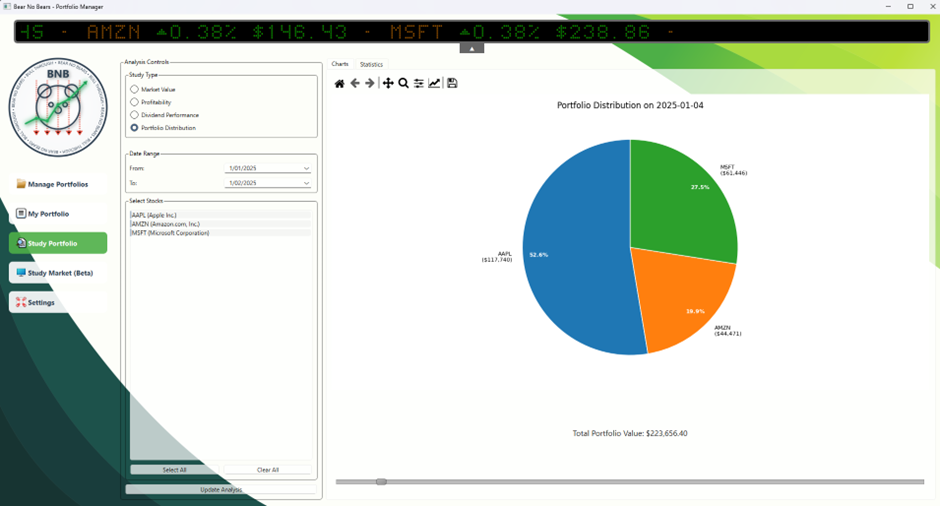 Bear No Bears - Portfolio Manager
HS - AMZN ▲0.38% $146.43 - MSFT ▲0.38% $238.86 -
▲
BNB
Manage Portfolios
My Portfolio
Study Portfolio
Study Market (Beta)
Settings
Analysis Controls
Study Type
Market Value
Profitability
Dividend Performance
Portfolio Distribution
Date Range
From: 1/01/2025
To: 1/02/2025
Select Stocks
AAPL (Apple Inc.)
AMZN (Amazon.com, Inc.)
MSFT (Microsoft Corporation)
Select All Clear All
Update Analysis
Charts Statistics
Portfolio Distribution on 2025-01-04
MSFT
($61,446)
27.5%
AAPL
($117,740)
52.6%
19.9%
AMZN
($44,471)
Total Portfolio Value: $223,656.40